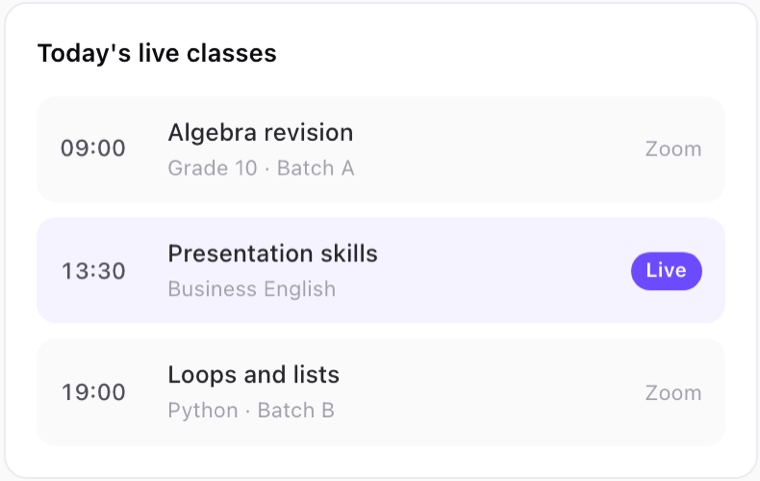 Today's live classes
09:00
Algebra revision
Grade 10 · Batch A
Zoom
13:30
Presentation skills
Business English
Live
19:00
Loops and lists
Python · Batch B
Zoom